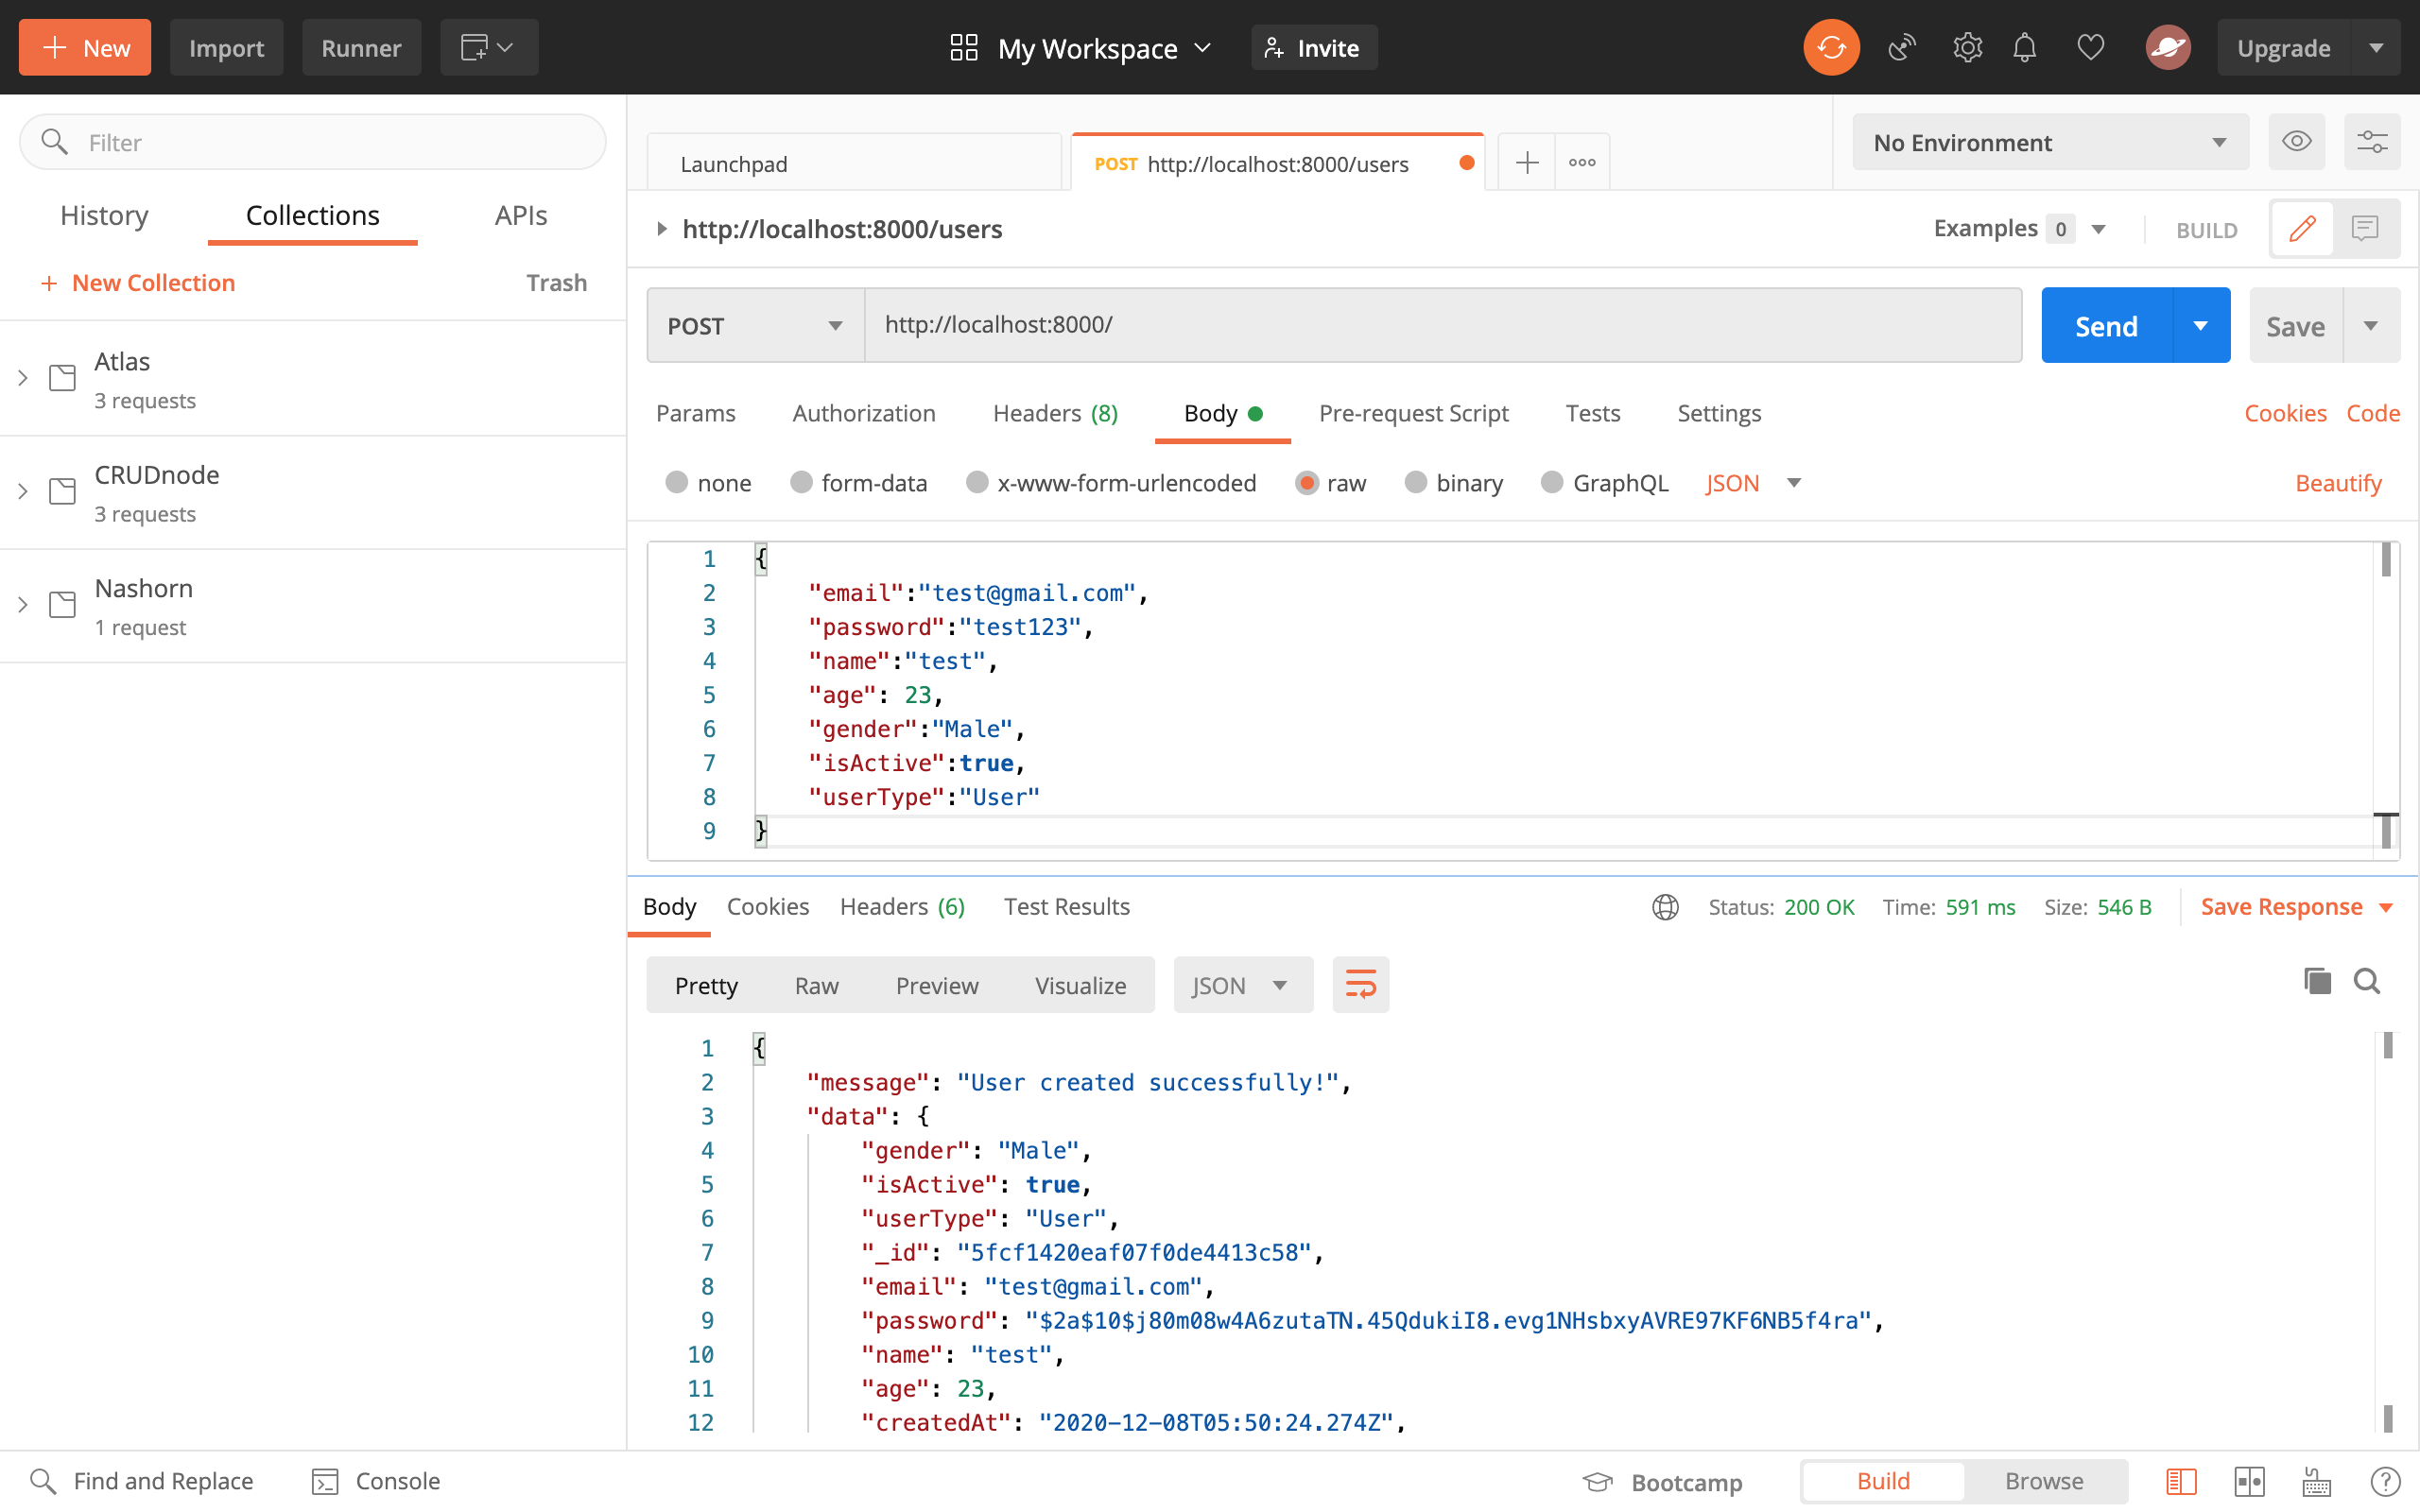 New Import Runner My Workspace Invite Upgrade
Filter
History Collections APIs
+ New Collection Trash
Atlas
3 requests
CRUDnode
3 requests
Nashorn
1 request
Launchpad POST http://localhost:8000/users No Environment
http://localhost:8000/users Examples 0 BUILD
POST http://localhost:8000/ Send Save
Params Authorization Headers (8) Body Pre-request Script Tests Settings Cookies Code
none form-data x-www-form-urlencoded raw binary GraphQL JSON Beautify
1 {
2 "email":"test@gmail.com",
3 "password":"test123",
4 "name":"test",
5 "age": 23,
6 "gender":"Male",
7 "isActive":true,
8 "userType":"User"
9 }
Body Cookies Headers (6) Test Results Status: 200 OK Time: 591 ms Size: 546 B Save Response
Pretty Raw Preview Visualize JSON
1 {
2 "message": "User created successfully!",
3 "data": {
4 "gender": "Male",
5 "isActive": true,
6 "userType": "User",
7 "_id": "5fcf1420eaf07f0de4413c58",
8 "email": "test@gmail.com",
9 "password": "$2a$10$j80m08w4A6zutaTN.45QdukiI8.evg1NHsbxyAVRE97KF6NB5f4ra",
10 "name": "test",
11 "age": 23,
12 "createdAt": "2020-12-08T05:50:24.274Z",
Find and Replace Console Bootcamp Build Browse